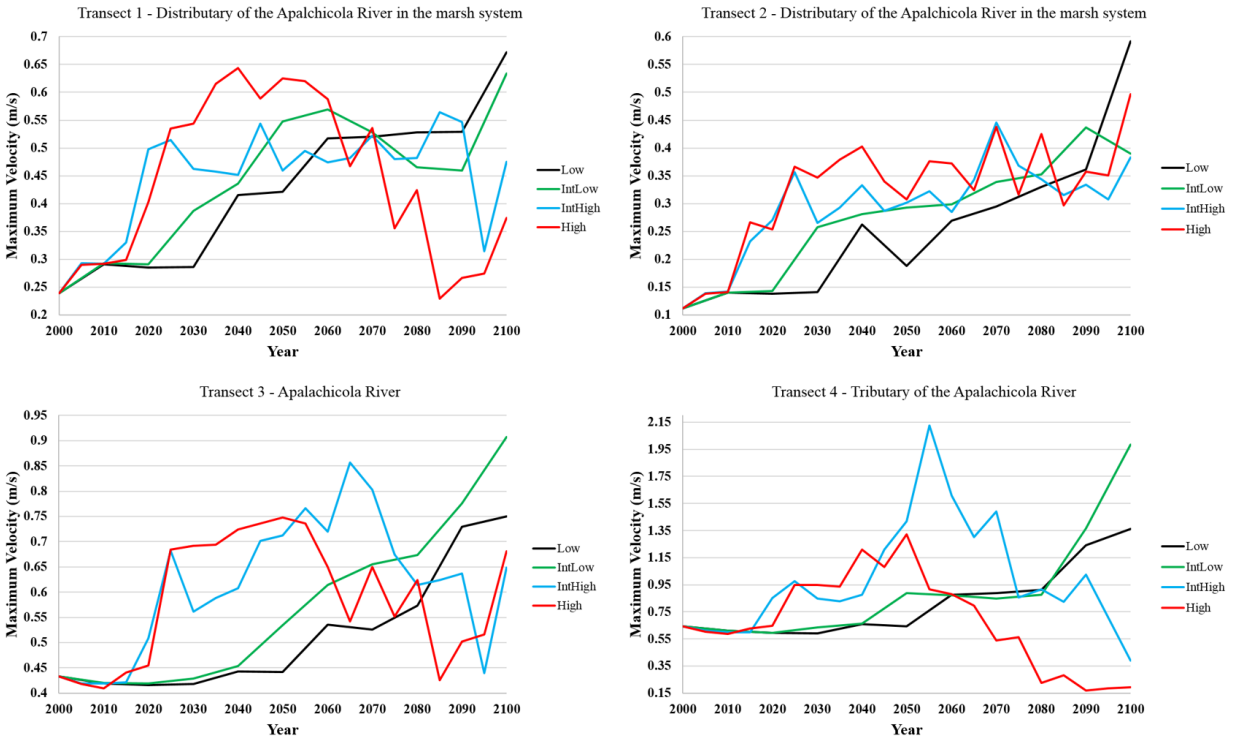 Transect 1 - Distributary of the Apalchicola River in the marsh system
Maximum Velocity (m/s)
0.7
0.65
0.6
0.55
0.5
0.45
0.4
0.35
0.3
0.25
0.2
2000 2010 2020 2030 2040 2050 2060 2070 2080 2090 2100
Year
Low
IntLow
IntHigh
High
Transect 2 - Distributary of the Apalchicola River in the marsh system
Maximum Velocity (m/s)
0.6
0.55
0.5
0.45
0.4
0.35
0.3
0.25
0.2
0.15
0.1
2000 2010 2020 2030 2040 2050 2060 2070 2080 2090 2100
Year
Low
IntLow
IntHigh
High
Transect 3 - Apalachicola River
Maximum Velocity (m/s)
0.95
0.9
0.85
0.8
0.75
0.7
0.65
0.6
0.55
0.5
0.45
0.4
2000 2010 2020 2030 2040 2050 2060 2070 2080 2090 2100
Year
Low
IntLow
IntHigh
High
Transect 4 - Tributary of the Apalachicola River
Maximum Velocity (m/s)
2.15
1.95
1.75
1.55
1.35
1.15
0.95
0.75
0.55
0.35
0.15
2000 2010 2020 2030 2040 2050 2060 2070 2080 2090 2100
Year
Low
IntLow
IntHigh
High